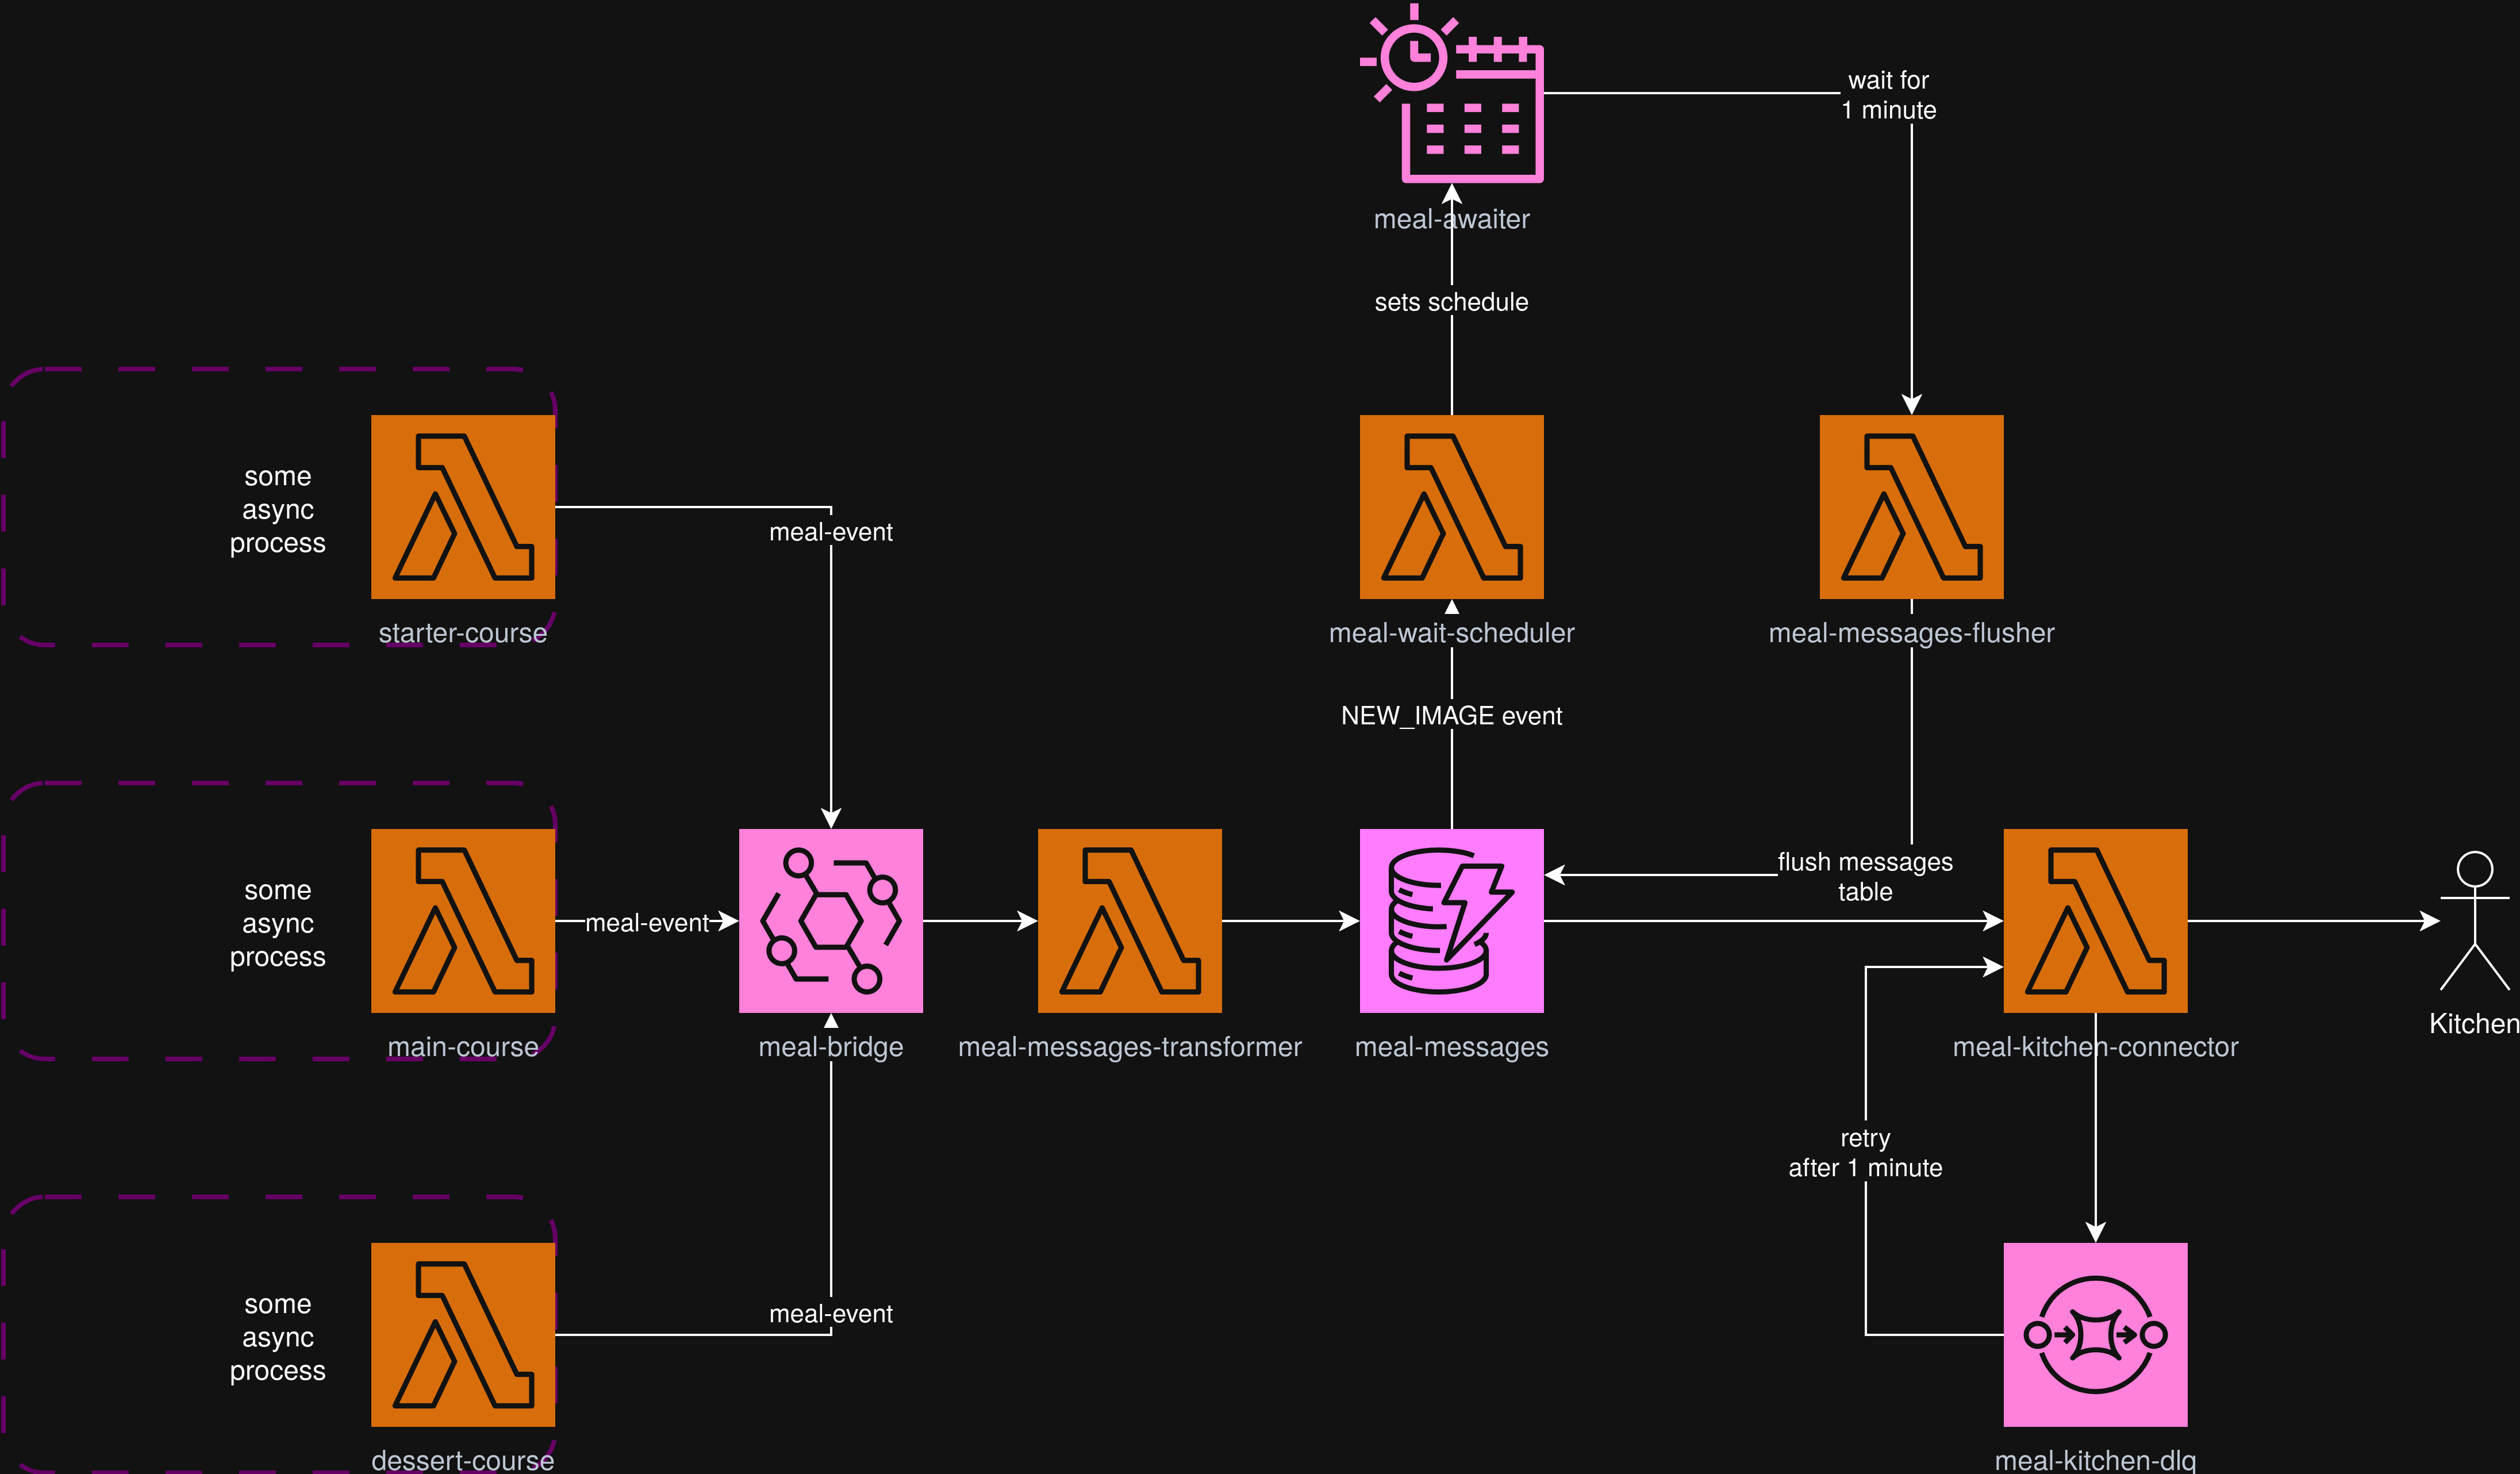 wait for
1 minute
meal-awaiter
sets schedule
some
async
process
starter-course
meal-event
meal-wait-scheduler
meal-messages-flusher
NEW_IMAGE event
some
async
process
main-course
meal-event
meal-bridge
meal-messages-transformer
meal-messages
flush messages
table
meal-kitchen-connector
Kitchen
retry
after 1 minute
some
async
process
dessert-course
meal-event
meal-kitchen-dlq